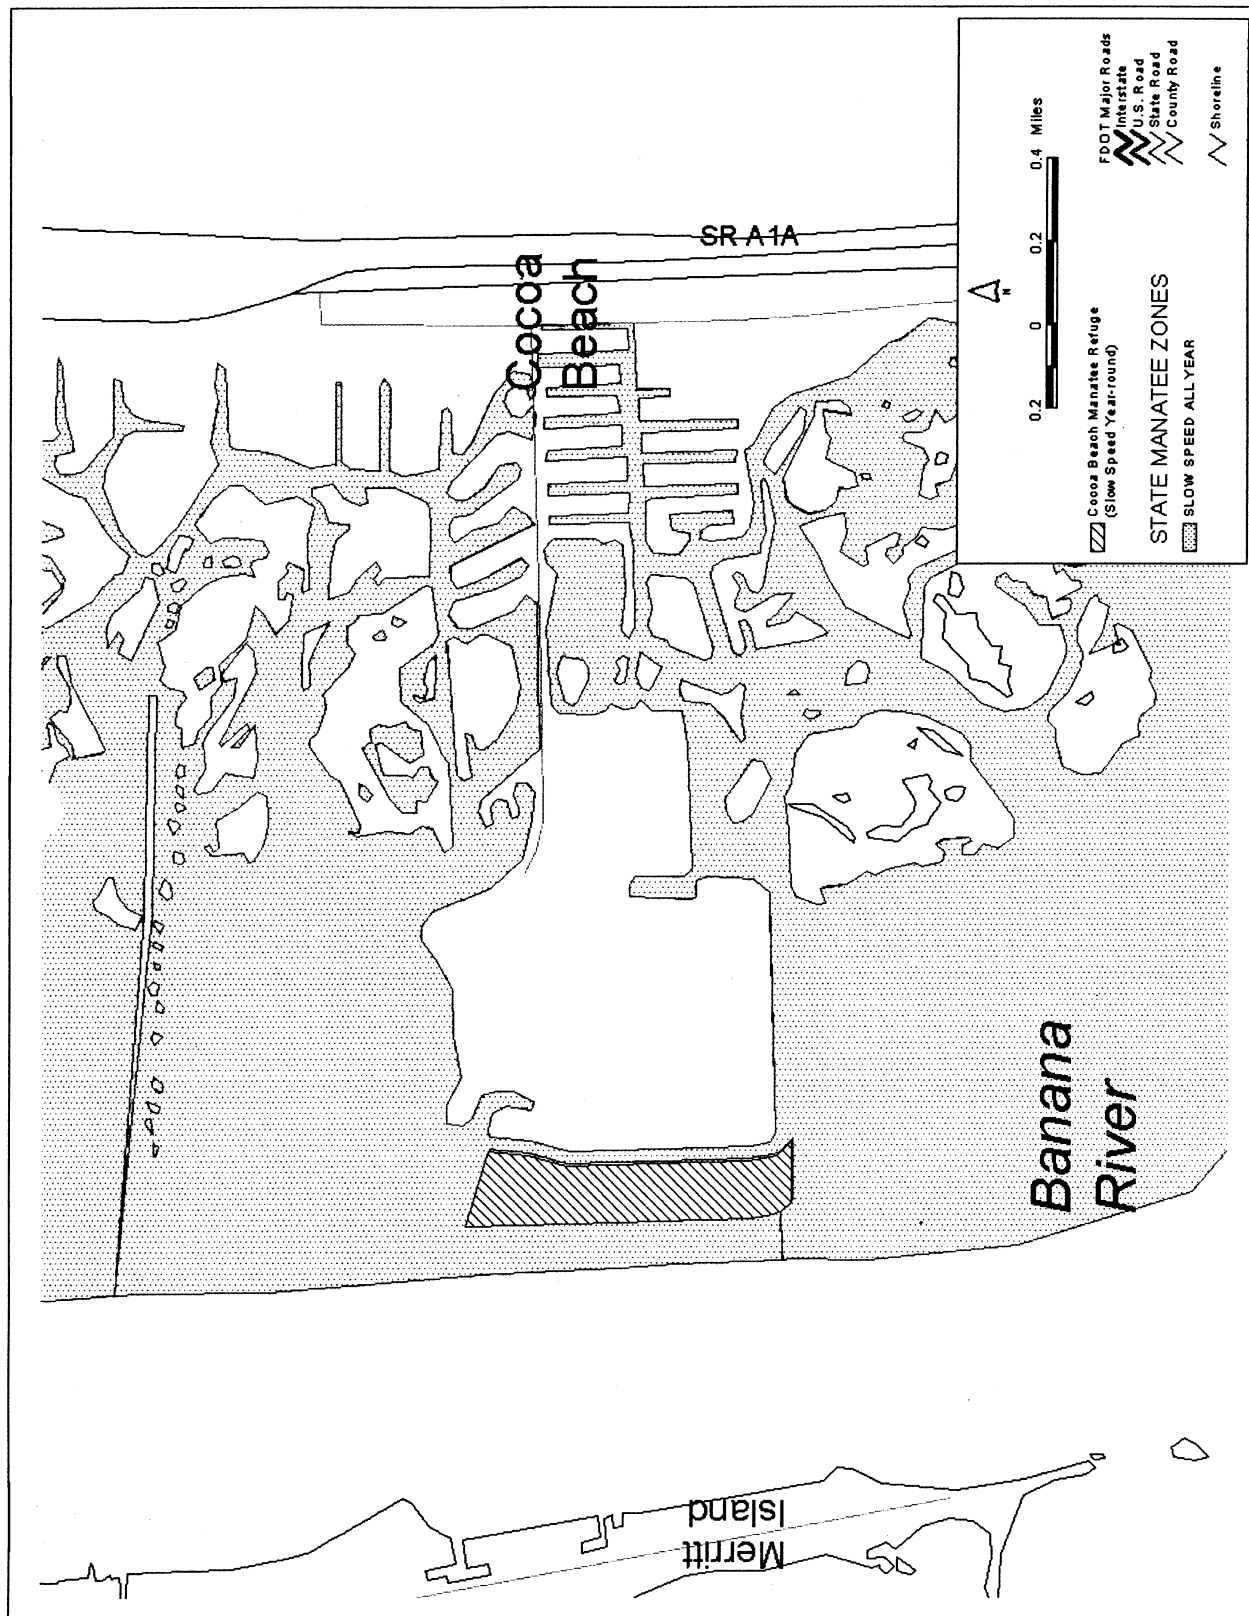 Cocoa
Beach
SR A1A
Banana
River
Merritt
Island
N
0.2 0 0.2 0.4 Miles
Cocoa Beach Manatee Refuge
(Slow Speed Year-round)
STATE MANATEE ZONES
SLOW SPEED ALL YEAR
FDOT Major Roads
Interstate
U.S. Road
State Road
County Road
Shoreline